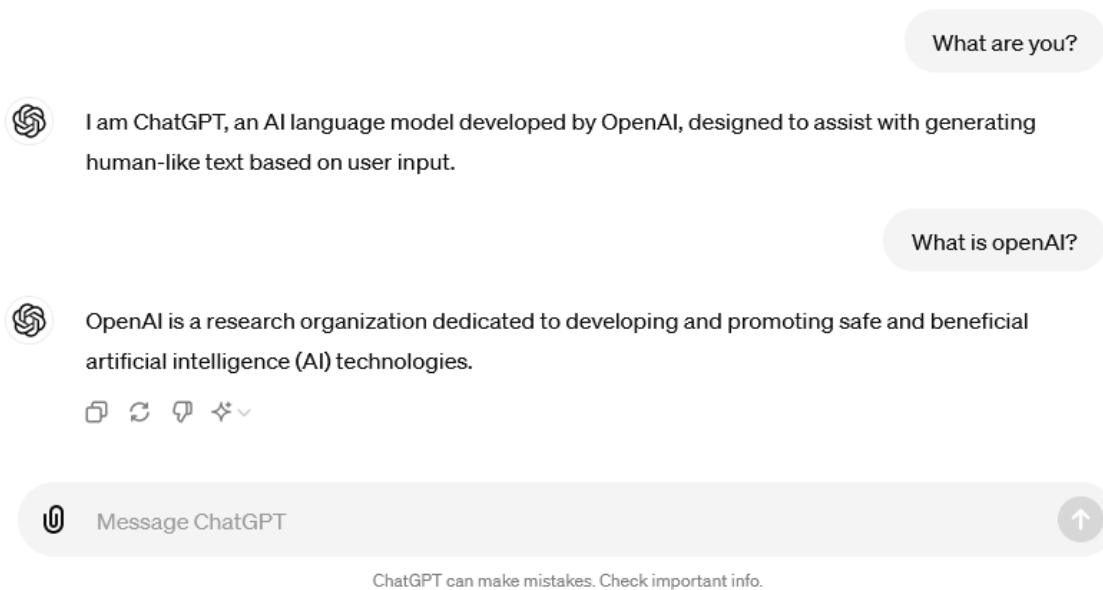 What are you?
I am ChatGPT, an AI language model developed by OpenAI, designed to assist with generating
human-like text based on user input.
What is openAI?
OpenAI is a research organization dedicated to developing and promoting safe and beneficial
artificial intelligence (AI) technologies.
Message ChatGPT
ChatGPT can make mistakes. Check important info.